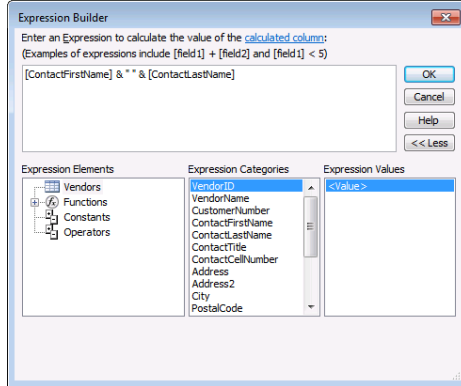 Expression Builder
Enter an Expression to calculate the value of the calculated column:
(Examples of expressions include [field1] + [field2] and [field1] < 5)
[ContactFirstName] & " " & [ContactLastName]
OK
Cancel
Help
<< Less
Expression Elements
Vendors
Functions
Constants
Operators
Expression Categories
VendorID
VendorName
CustomerNumber
ContactFirstName
ContactLastName
ContactTitle
ContactCellNumber
Address
Address2
City
PostalCode
Expression Values
<Value>